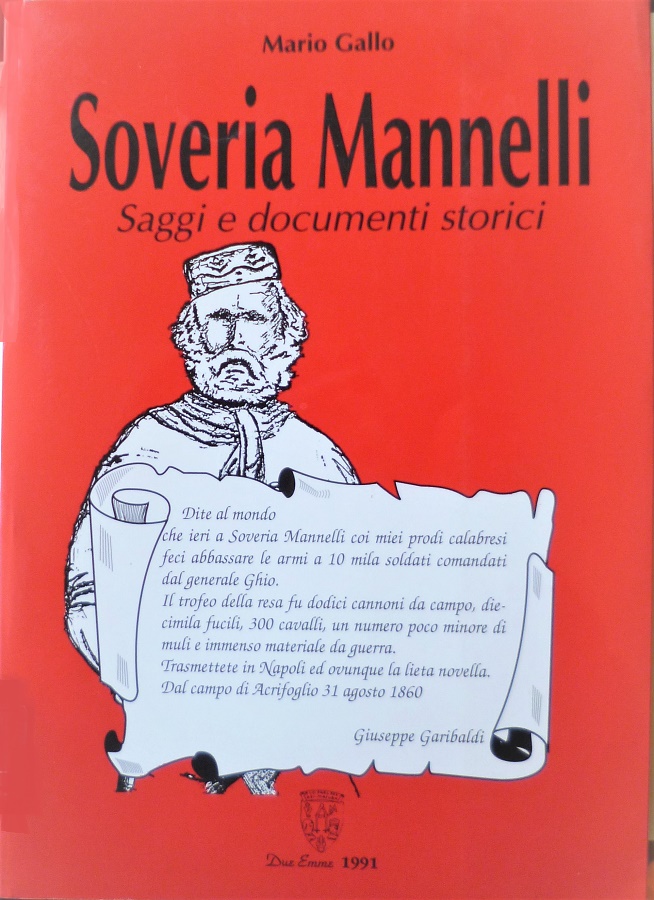 Mario Gallo
Soveria Mannelli
Saggi e documenti storici
Dite al mondo
che ieri a Soveria Mannelli coi miei prodi calabresi
feci abbassare le armi a 10 mila soldati comandati
dal generale Ghio.
Il trofeo della resa fu dodici cannoni da campo, die-
cimila fucili, 300 cavalli, un numero poco minore di
muli e immenso materiale da guerra.
Trasmettete in Napoli ed ovunque la lieta novella.
Dal campo di Acrifoglio 31 agosto 1860
Giuseppe Garibaldi
Due Emme 1991